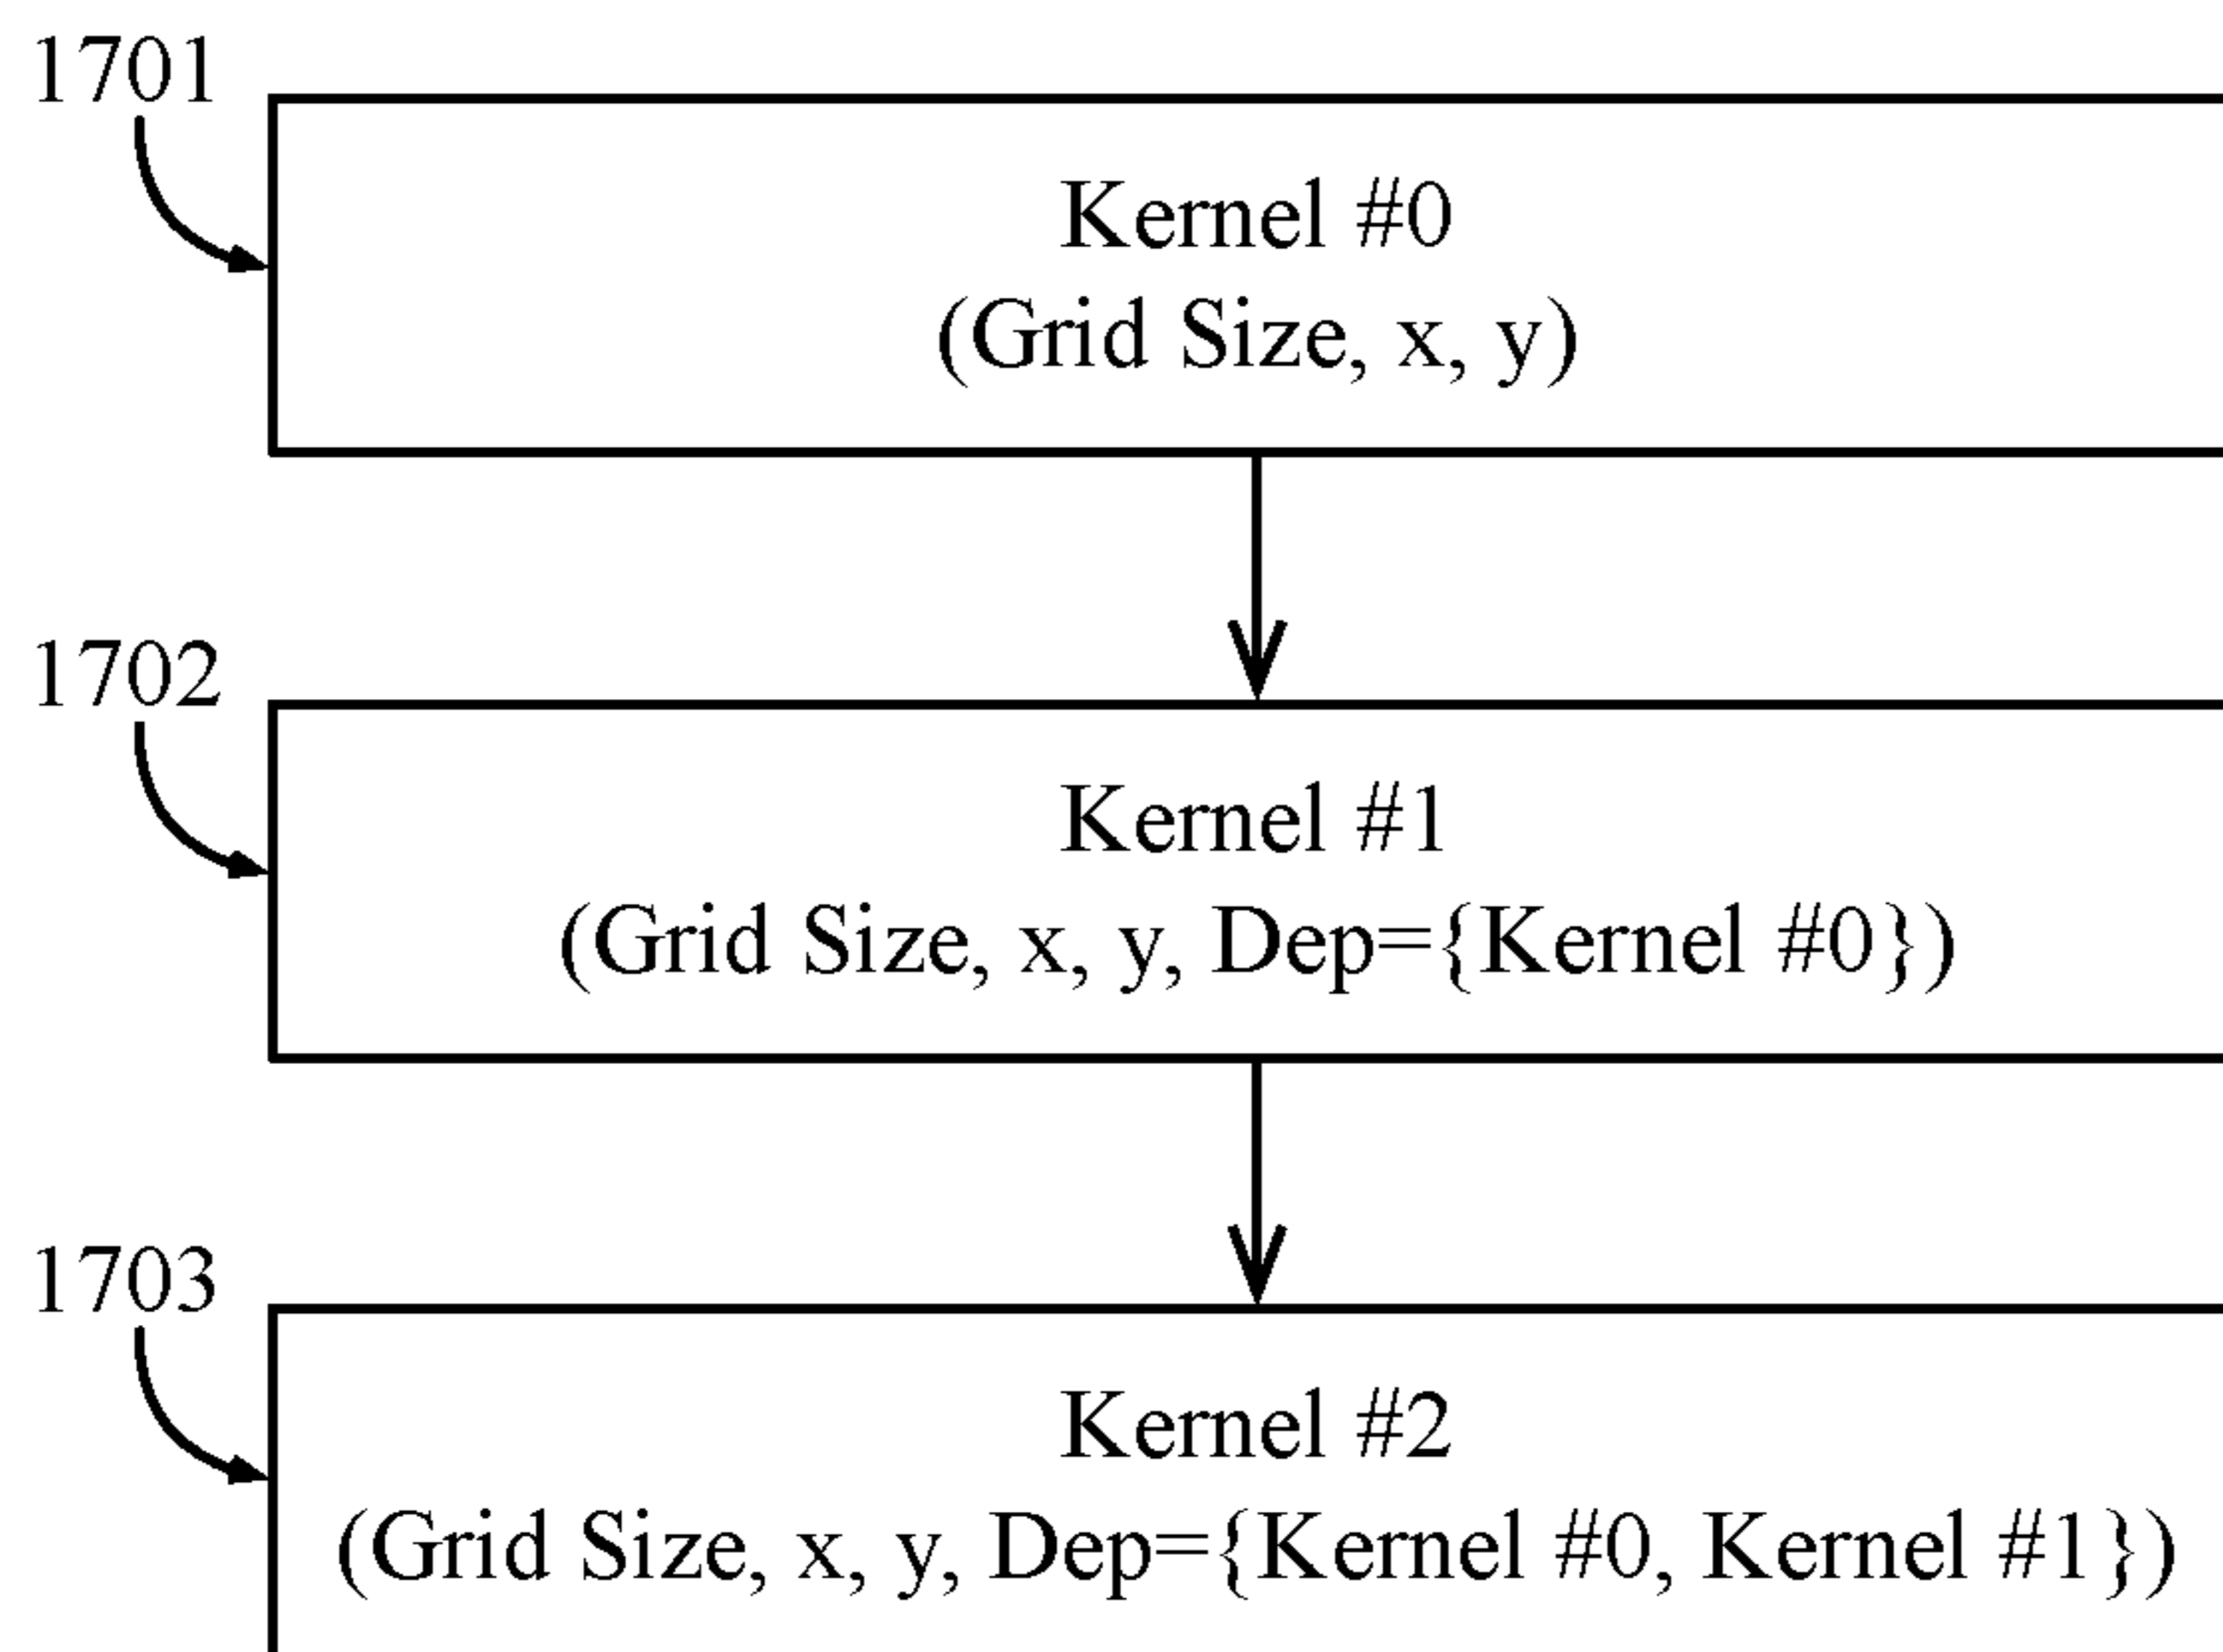 1701
Kernel #0
(Grid Size, x, y)
1702
Kernel #1
(Grid Size, x, y, Dep={Kernel #0})
1703
Kernel #2
(Grid Size, x, y, Dep={Kernel #0, Kernel #1})